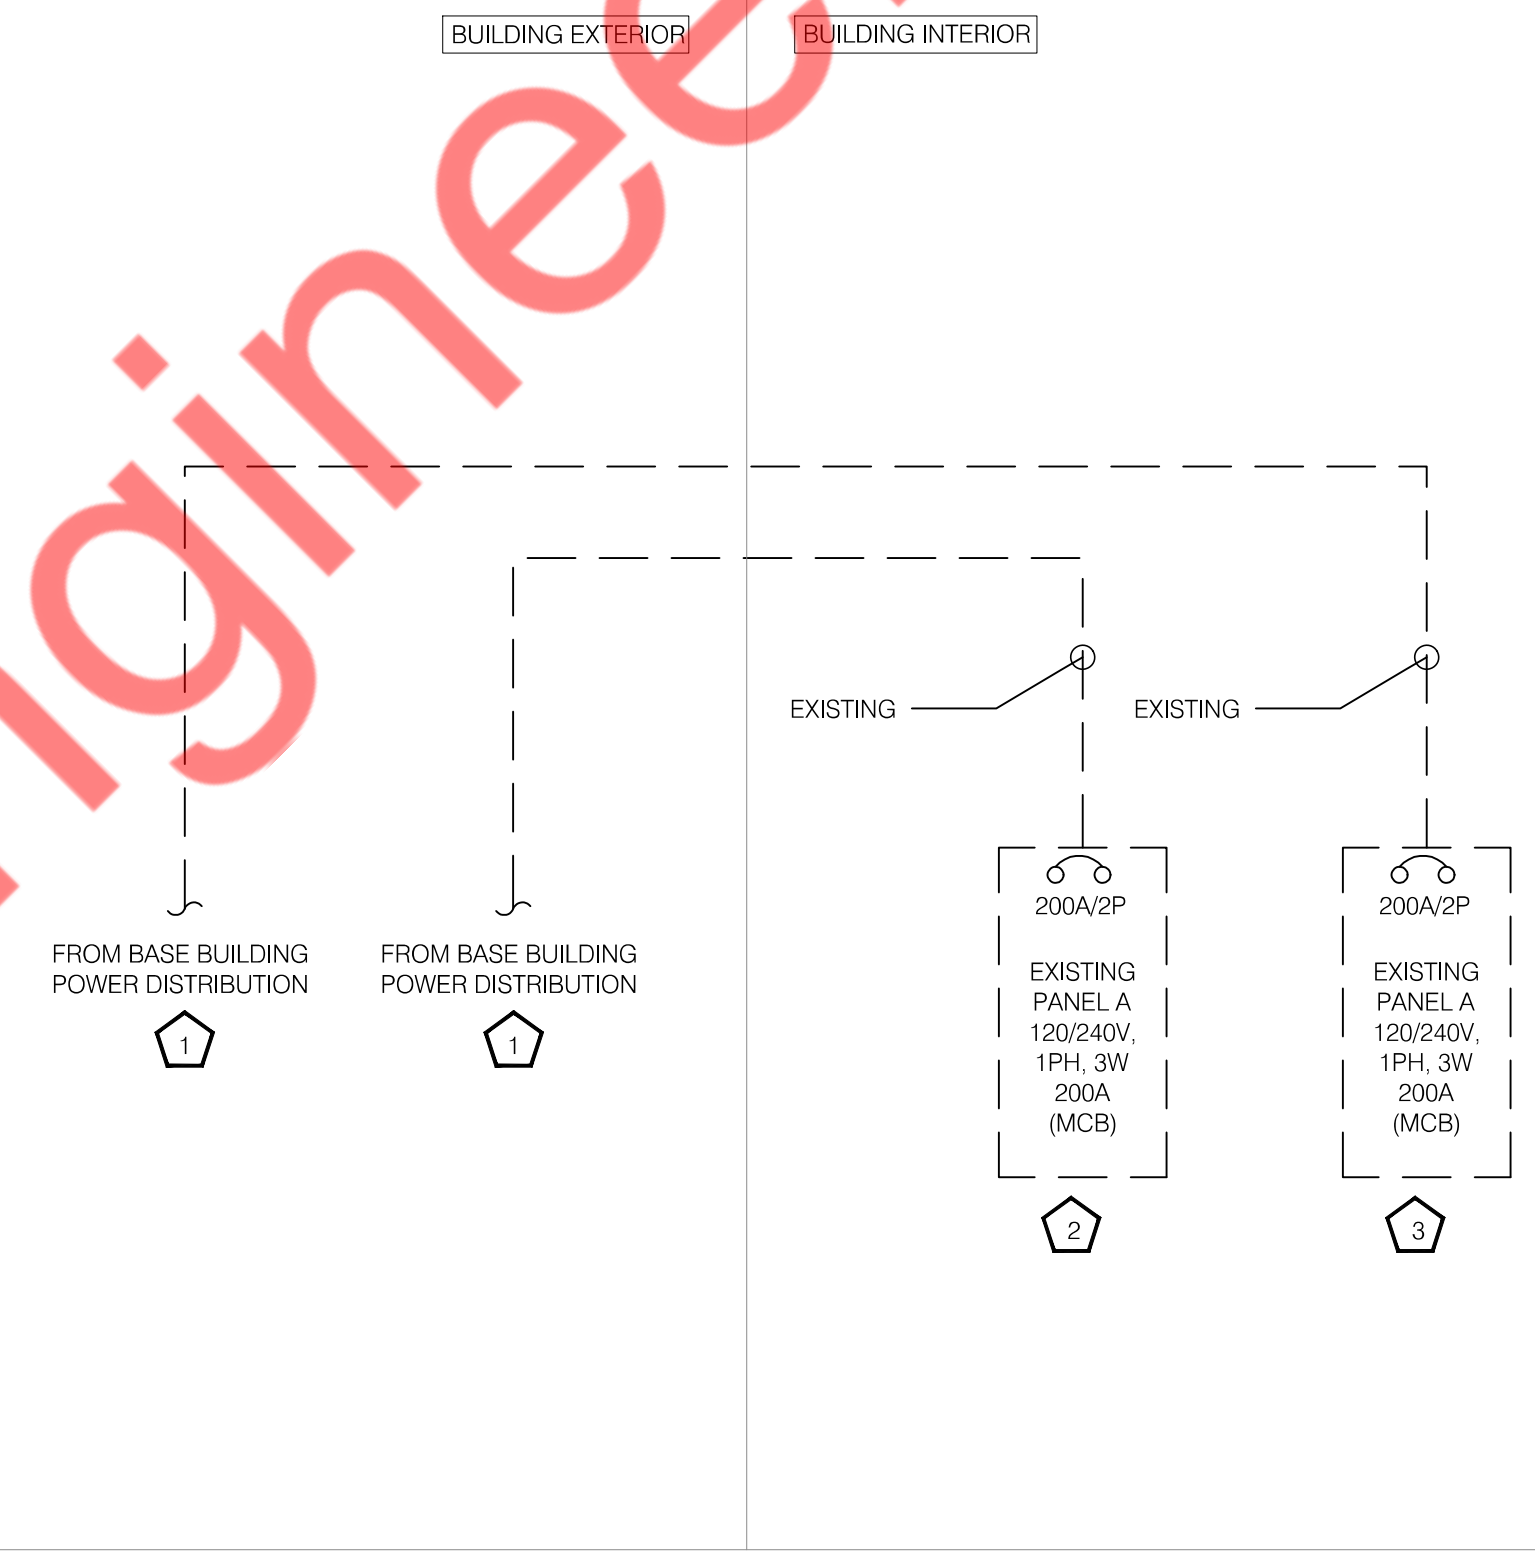 BUILDING EXTERIOR
BUILDING INTERIOR
EXISTING
EXISTING
FROM BASE BUILDING
POWER DISTRIBUTION
1
FROM BASE BUILDING
POWER DISTRIBUTION
1
200A/2P
EXISTING
PANEL A
120/240V,
1PH, 3W
200A
(MCB)
2
200A/2P
EXISTING
PANEL A
120/240V,
1PH, 3W
200A
(MCB)
3
ginee